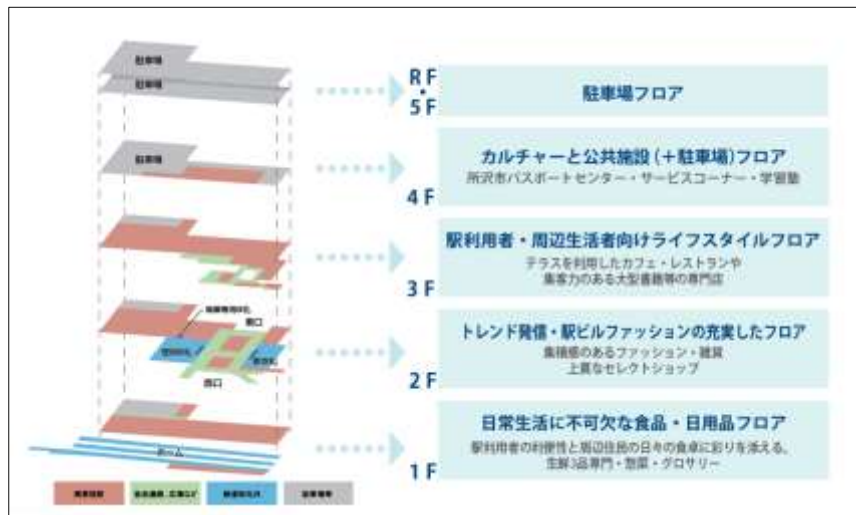 駐車場
駐車場
RF
・
5F
駐車場フロア
駐車場
4F
カルチャーと公共施設(+駐車場)フロア
所沢市パスポートセンター・サービスコーナー・学習塾
3F
駅利用者・周辺生活者向けライフスタイルフロア
テラスを利用したカフェ・レストランや
集客力のある大型書籍等の専門店
東口
西口
2F
トレンド発信・駅ビルファッションの充実したフロア
集積感のあるファッション・雑貨
上質なセレクトショップ
ホーム
1F
日常生活に不可欠な食品・日用品フロア
駅利用者の利便性と周辺住民の日々の食卓に彩りを添える、
生鮮3品専門・惣菜・グロサリー
商業施設
駐車場等